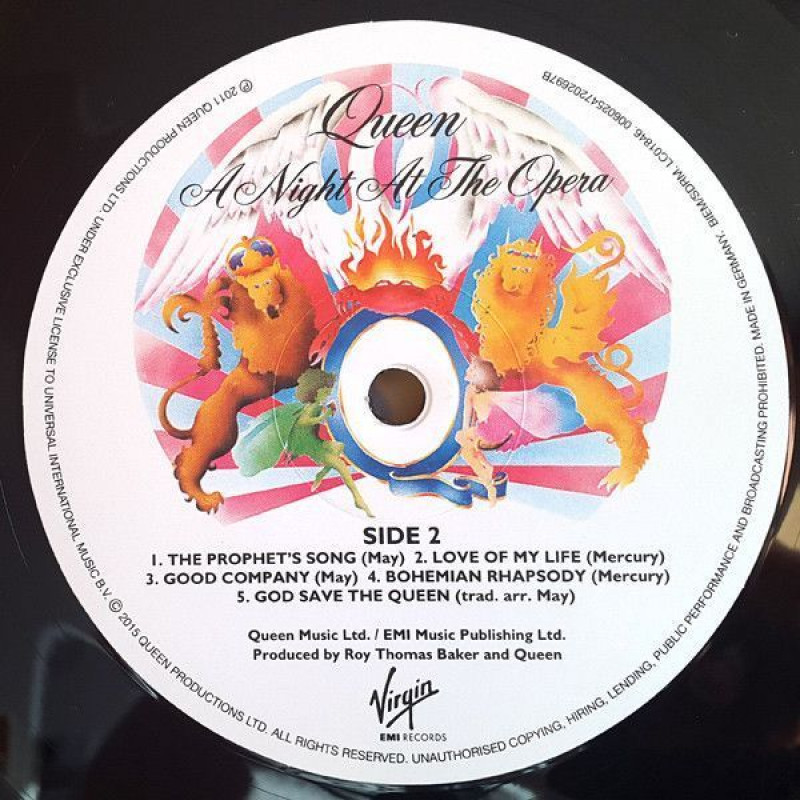 Queen
A Night At The Opera
SIDE 2
1. THE PROPHET'S SONG (May) 2. LOVE OF MY LIFE (Mercury)
3. GOOD COMPANY (May) 4. BOHEMIAN RHAPSODY (Mercury)
5. GOD SAVE THE QUEEN (trad. arr. May)
Queen Music Ltd. / EMI Music Publishing Ltd.
Produced by Roy Thomas Baker and Queen
Virgin
EMI RECORDS
℗ 2011 QUEEN PRODUCTIONS LTD. UNDER EXCLUSIVE LICENSE TO UNIVERSAL INTERNATIONAL MUSIC B.V. © 2015 QUEEN PRODUCTIONS LTD. ALL RIGHTS RESERVED. UNAUTHORISED COPYING, HIRING, LENDING, PUBLIC PERFORMANCE AND BROADCASTING PROHIBITED. MADE IN GERMANY. BIEM/SDRM. LC01846. 00602547202697B